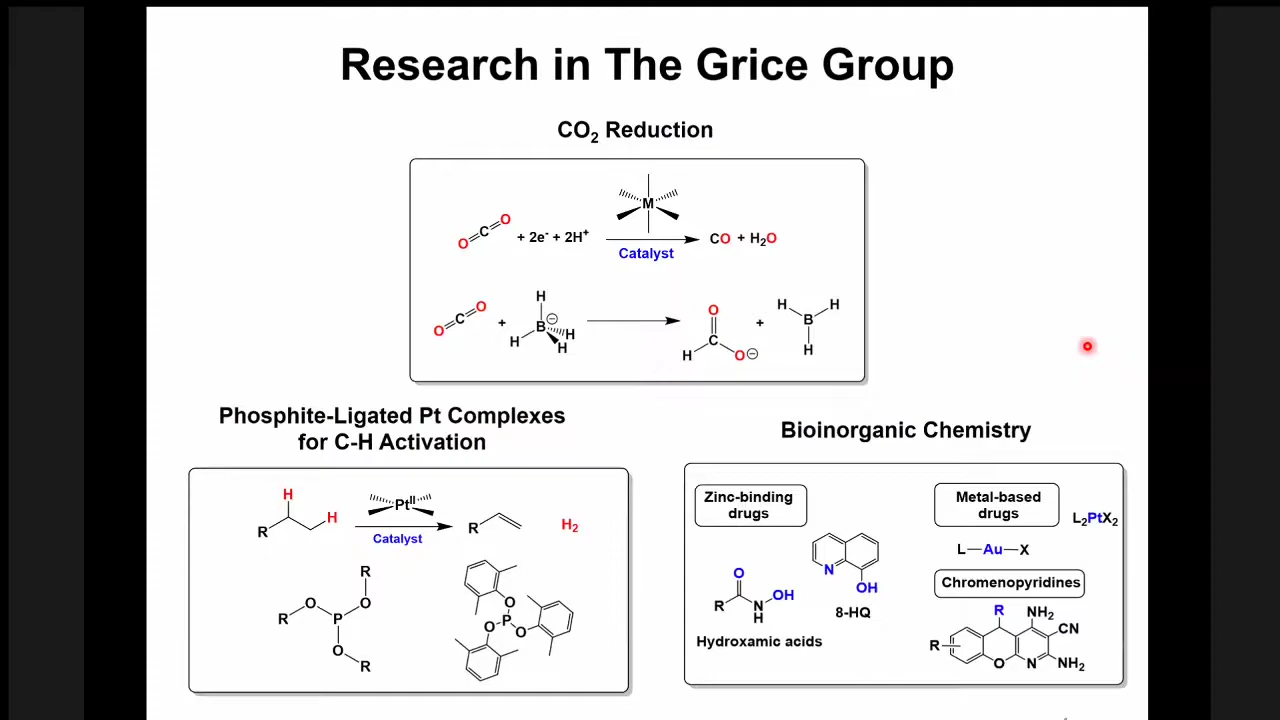 Research in The Grice Group
CO2 Reduction
M
O C O + 2e- + 2H+
Catalyst
CO + H2O
O C O + H B H H H ⊖
O C H O ⊖ + H B H H
Phosphite-Ligated Pt Complexes
for C-H Activation
H
R H
PtII
Catalyst
R
H2
R
R O P O
O
R
O
P
O O
Bioinorganic Chemistry
Zinc-binding
drugs
O
R N OH
H
Hydroxamic acids
N
OH
8-HQ
Metal-based
drugs
L2PtX2
L—Au—X
Chromenopyridines
R NH2
CN
R
O N NH2